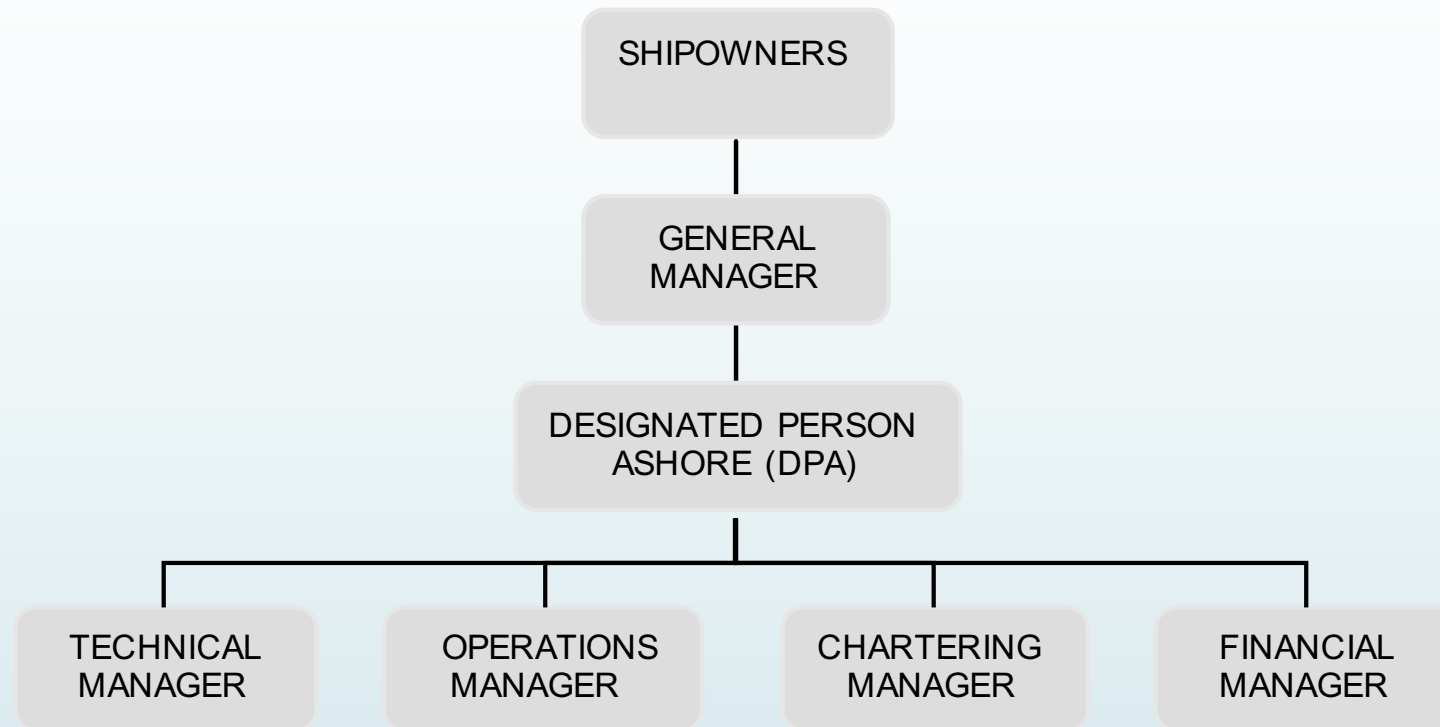 SHIPOWNERS
GENERAL
MANAGER
DESIGNATED PERSON
ASHORE (DPA)
TECHNICAL
MANAGER
OPERATIONS
MANAGER
CHARTERING
MANAGER
FINANCIAL
MANAGER